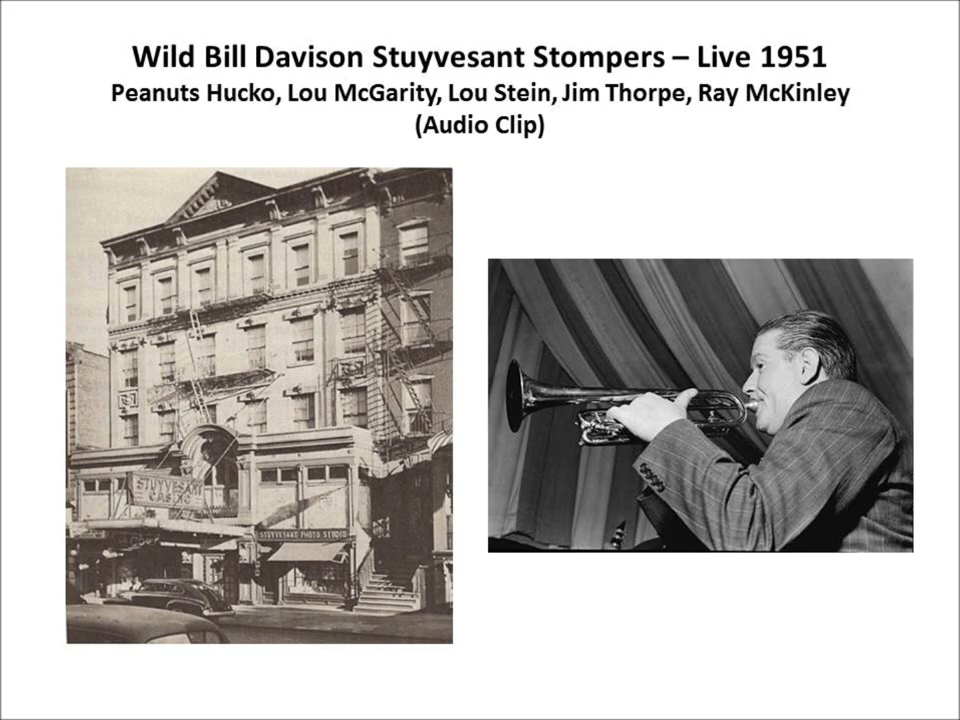 Wild Bill Davison Stuyvesant Stompers – Live 1951
Peanuts Hucko, Lou McGarity, Lou Stein, Jim Thorpe, Ray McKinley
(Audio Clip)
STUYVESANT
CASINO
STUYVESANT PHOTO STUDIO